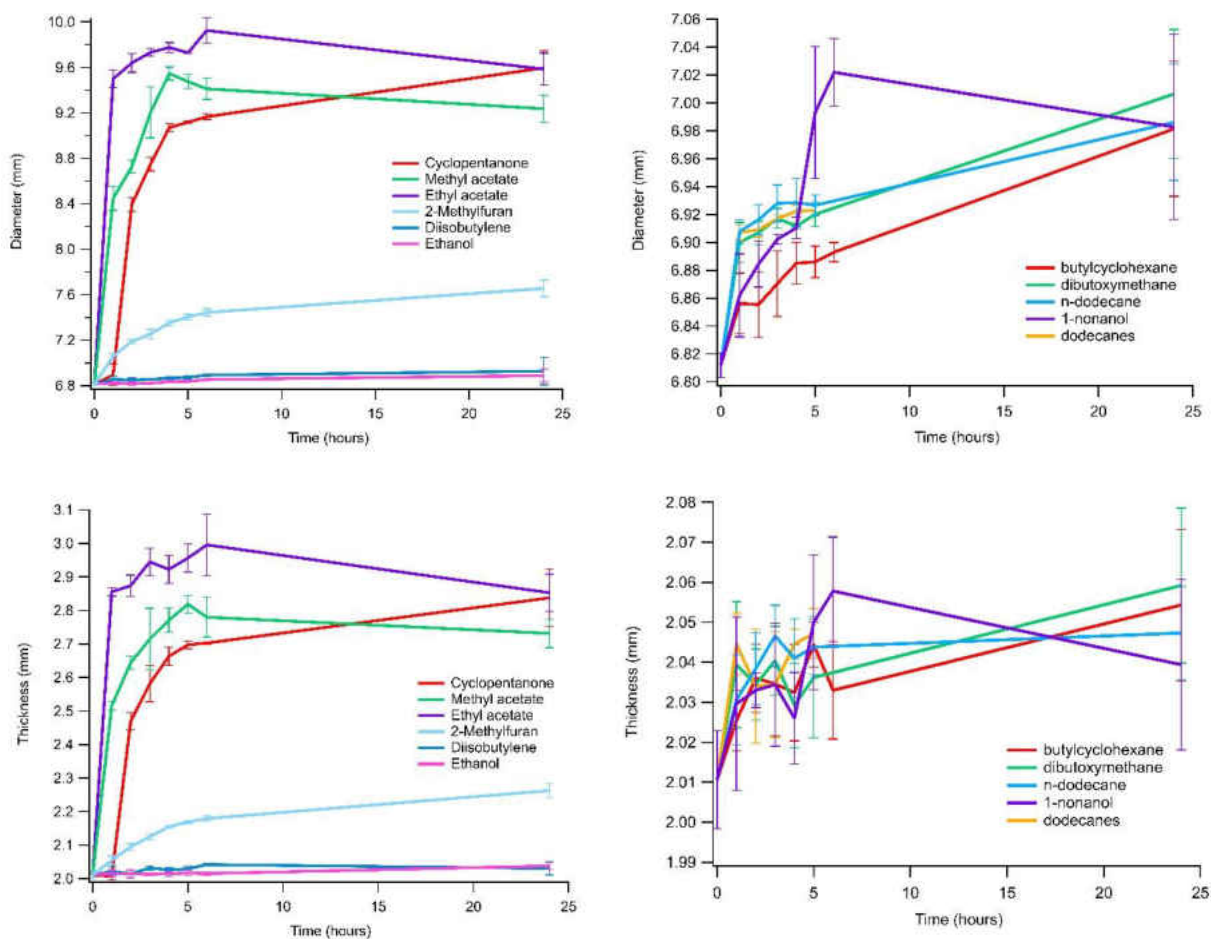 10.0
9.6
9.2
8.8
8.4
8.0
7.6
7.2
6.8
Diameter (mm)
0 5 10 15 20 25
Time (hours)
Cyclopentanone
Methyl acetate
Ethyl acetate
2-Methylfuran
Diisobutylene
Ethanol
7.06
7.04
7.02
7.00
6.98
6.96
6.94
6.92
6.90
6.88
6.86
6.84
6.82
6.80
Diameter (mm)
0 5 10 15 20 25
Time (hours)
butylcyclohexane
dibutoxymethane
n-dodecane
1-nonanol
dodecanes
3.1
3.0
2.9
2.8
2.7
2.6
2.5
2.4
2.3
2.2
2.1
2.0
Thickness (mm)
0 5 10 15 20 25
Time (hours)
Cyclopentanone
Methyl acetate
Ethyl acetate
2-Methylfuran
Diisobutylene
Ethanol
2.08
2.07
2.06
2.05
2.04
2.03
2.02
2.01
2.00
1.99
Thickness (mm)
0 5 10 15 20 25
Time (hours)
butylcyclohexane
dibutoxymethane
n-dodecane
1-nonanol
dodecanes